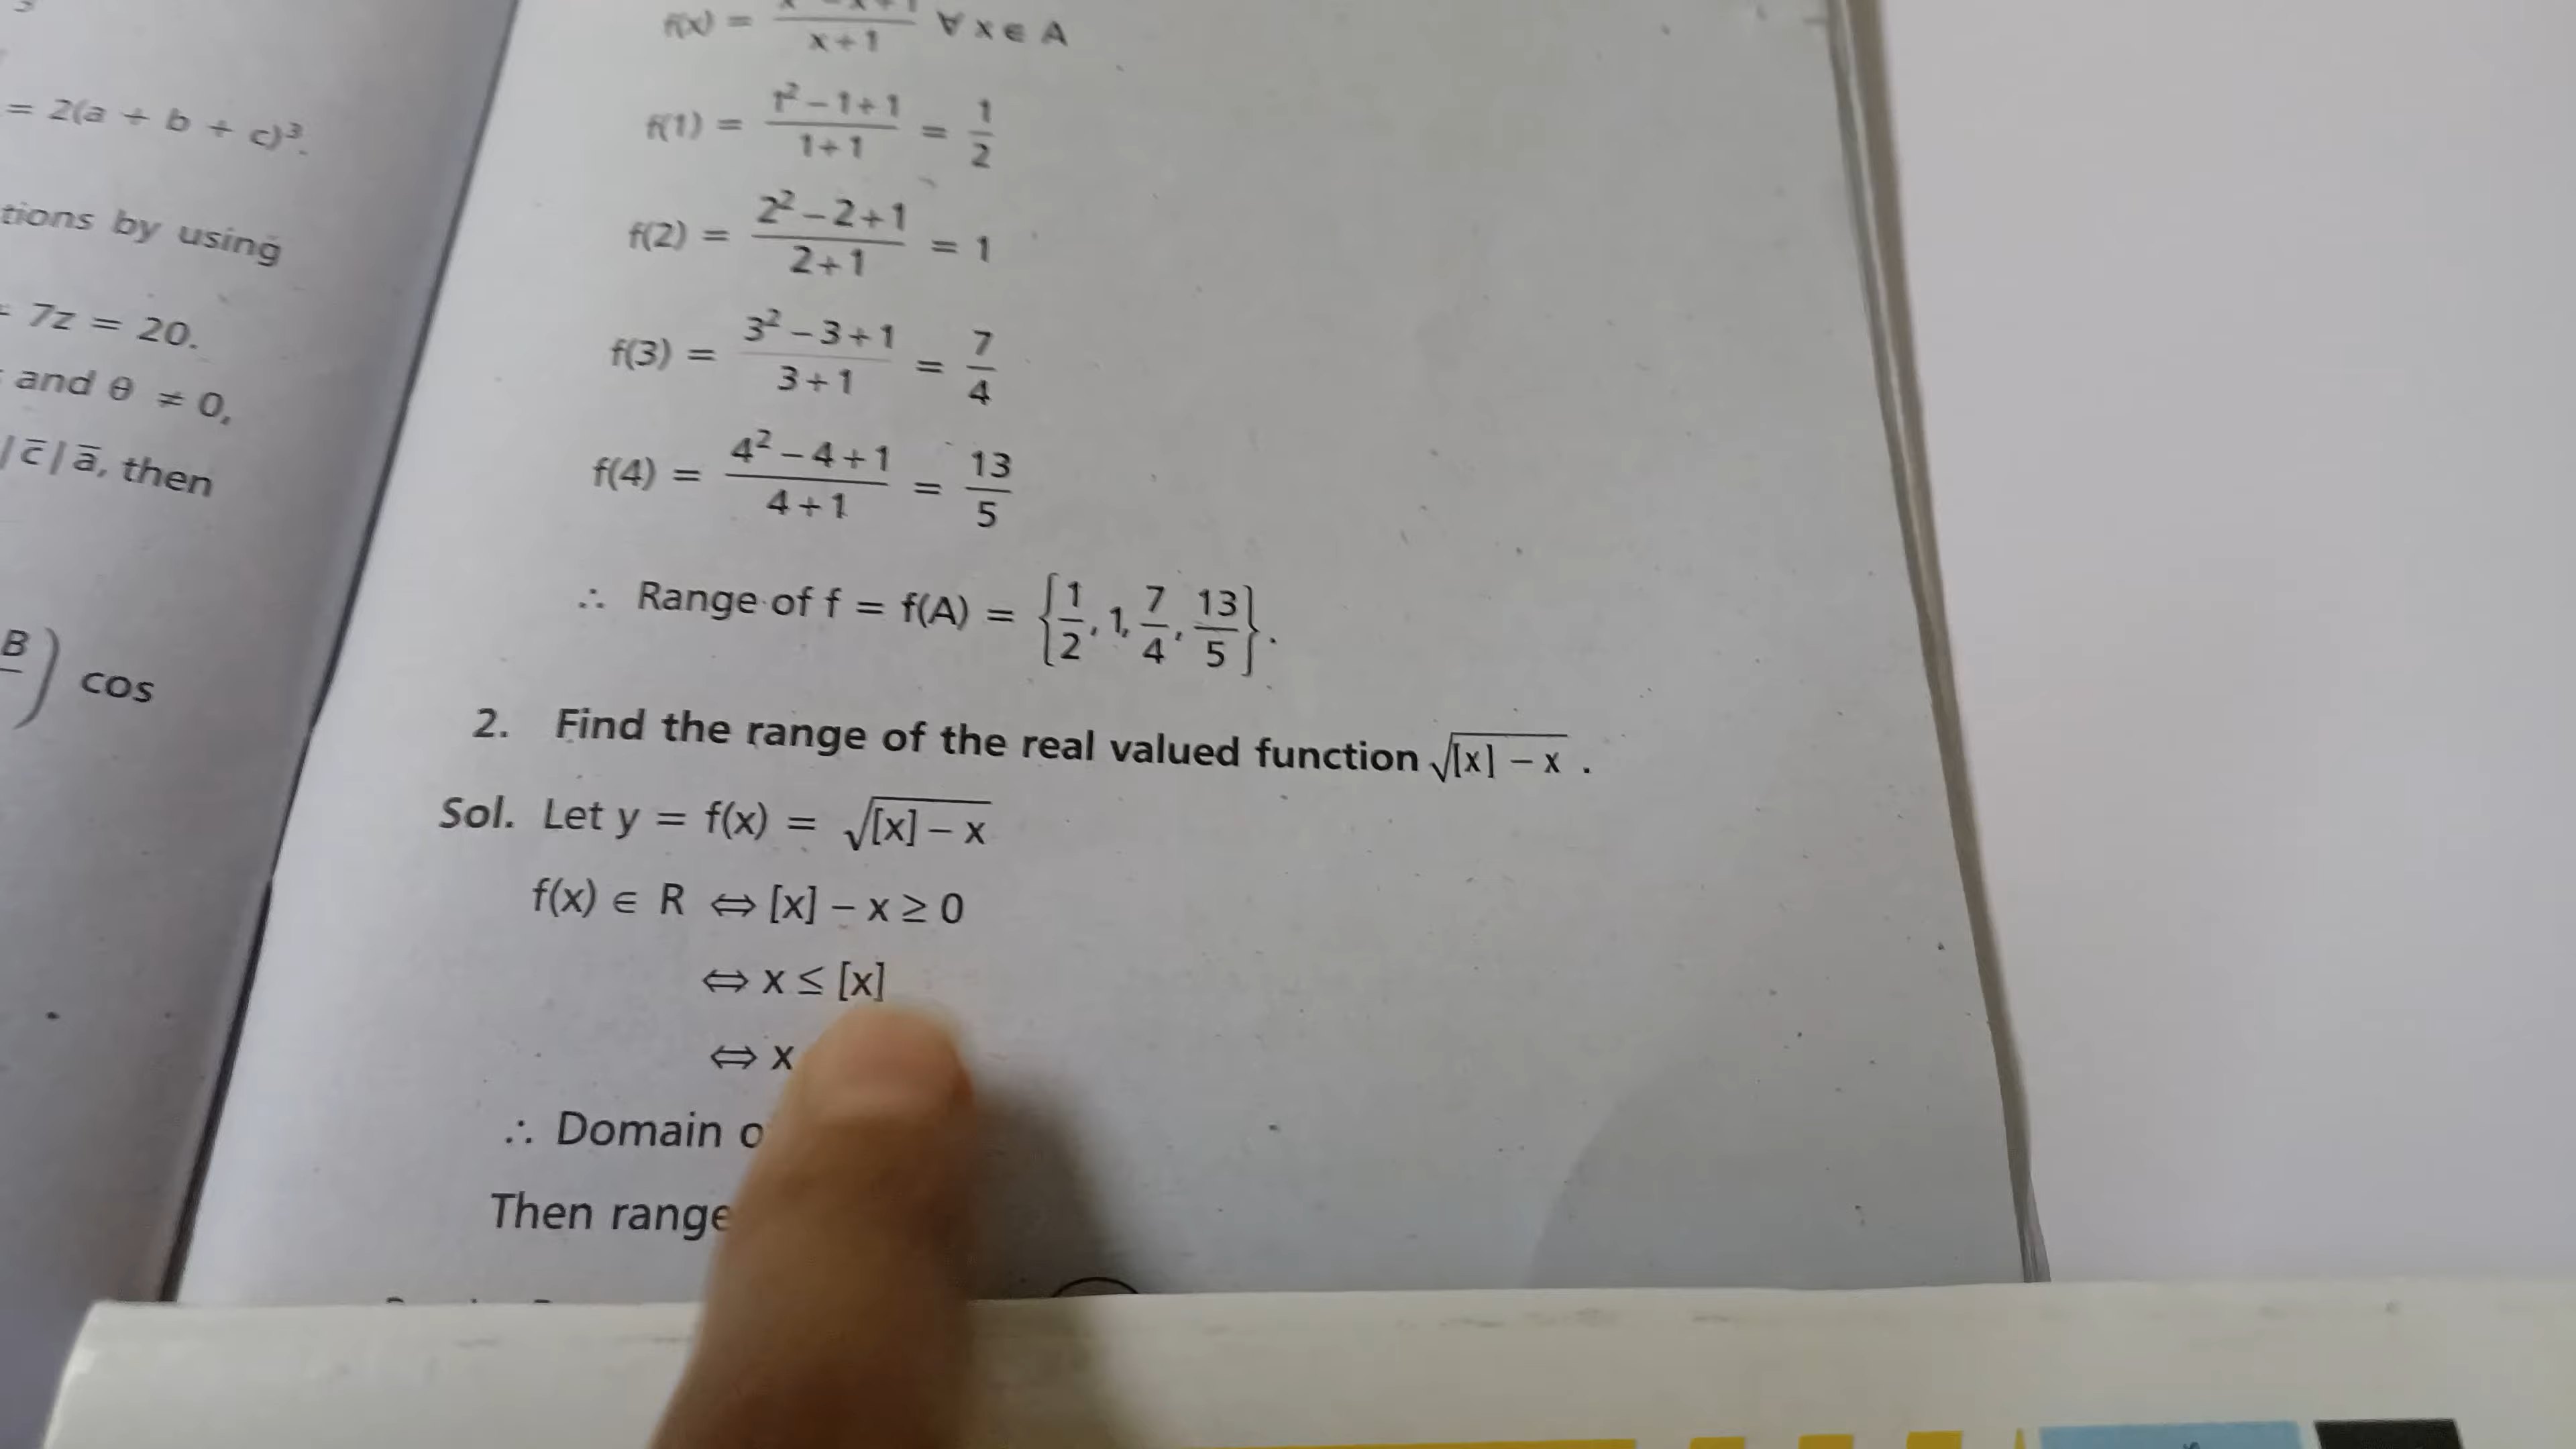 = 2(a + b + c)³.
tions by using
7z = 20.
and θ ≠ 0,
|c̅|a̅, then
B
) cos
f(x) = x² − x + 1 / x + 1 ∀ x ∈ A
f(1) = 1² − 1 + 1 / 1 + 1 = 1/2
f(2) = 2² − 2 + 1 / 2 + 1 = 1
f(3) = 3² − 3 + 1 / 3 + 1 = 7/4
f(4) = 4² − 4 + 1 / 4 + 1 = 13/5
∴ Range of f = f(A) = {1/2, 1, 7/4, 13/5}.
2. Find the range of the real valued function √([x] − x) .
Sol. Let y = f(x) = √([x] − x)
f(x) ∈ R ⇔ [x] − x ≥ 0
⇔ x ≤ [x]
⇔ x
∴ Domain o
Then range